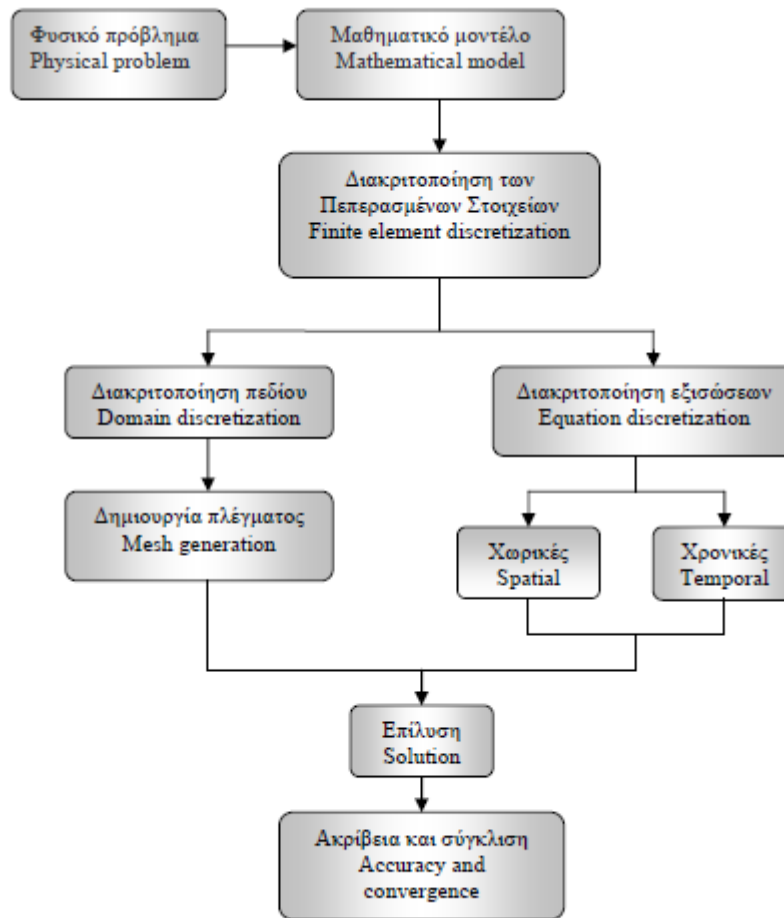 Φυσικό πρόβλημα
Physical problem
Μαθηματικό μοντέλο
Mathematical model
Διακριτοποίηση των
Πεπερασμένων Στοιχείων
Finite element discretization
Διακριτοποίηση πεδίου
Domain discretization
Διακριτοποίηση εξισώσεων
Equation discretization
Δημιουργία πλέγματος
Mesh generation
Χωρικές
Spatial
Χρονικές
Temporal
Επίλυση
Solution
Ακρίβεια και σύγκλιση
Accuracy and
convergence